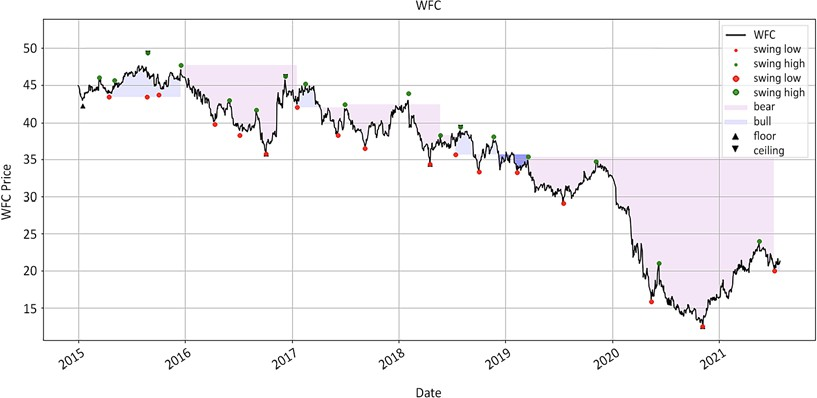 WFC
50
45
40
35
30
25
20
15
WFC Price
2015
2016
2017
2018
2019
2020
2021
Date
WFC
swing low
swing high
swing low
swing high
bear
bull
floor
ceiling